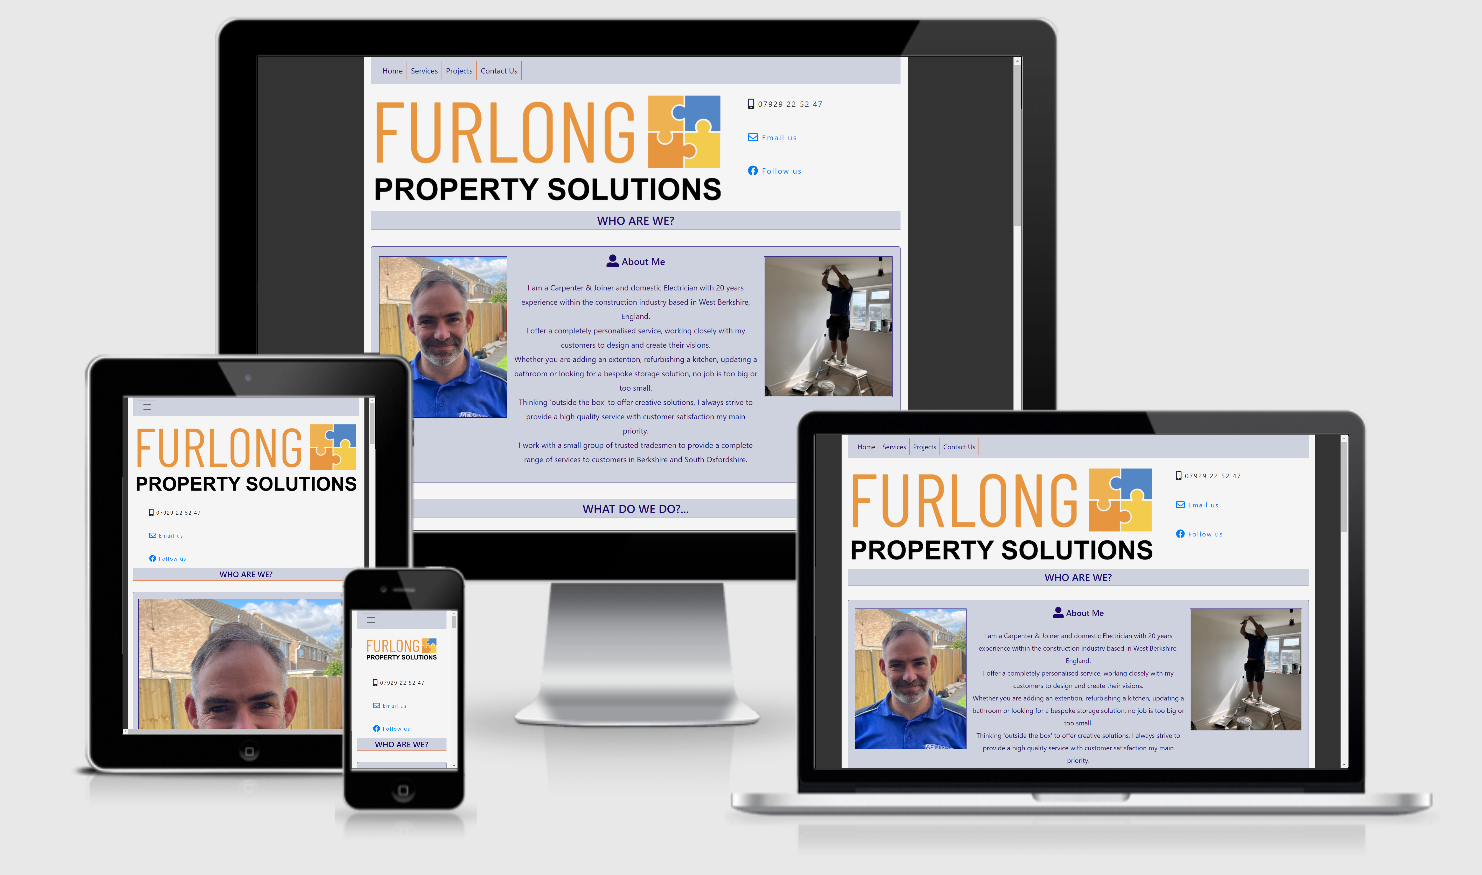 Home Services Projects Contact Us
FURLONG
PROPERTY SOLUTIONS
07929 22 52 47
Email us
Follow us
WHO ARE WE?
About Me
I am a Carpenter & Joiner and domestic Electrician with 20 years
experience within the construction industry based in West Berkshire,
England.
I offer a completely personalised service, working closely with my
customers to design and create their visions.
Whether you are adding an extention, refurbishing a kitchen, updating a
bathroom or looking for a bespoke storage solution, no job is too big or
too small.
Thinking 'outside the box' to offer creative solutions, I always strive to
provide a high quality service with customer satisfaction my main
priority.
I work with a small group of trusted tradesmen to provide a complete
range of services to customers in Berkshire and South Oxfordshire.
WHAT DO WE DO?...
FURLONG
PROPERTY SOLUTIONS
07929 22 52 47
Email us
Follow us
WHO ARE WE?
FURLONG
PROPERTY SOLUTIONS
07929 22 52 47
Email us
Follow us
WHO ARE WE?
Home Services Projects Contact Us
FURLONG
PROPERTY SOLUTIONS
07929 22 52 47
Email us
Follow us
WHO ARE WE?
About Me
I am a Carpenter & Joiner and domestic Electrician with 20 years
experience within the construction industry based in West Berkshire,
England.
I offer a completely personalised service, working closely with my
customers to design and create their visions.
Whether you are adding an extention, refurbishing a kitchen, updating a
bathroom or looking for a bespoke storage solution, no job is too big or
too small.
Thinking 'outside the box' to offer creative solutions, I always strive to
provide a high quality service with customer satisfaction my main
priority.